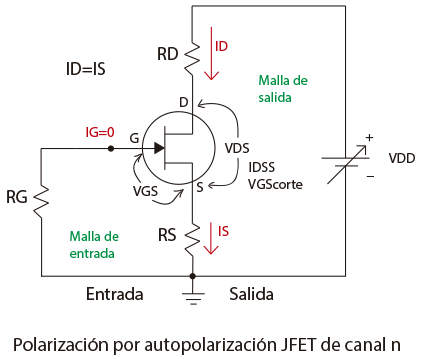 RD
ID
ID=IS
Malla de
salida
D
IG=0
G
VDS
IDSS
VGScorte
+
VDD
−
VGS
S
RG
Malla de
entrada
RS
IS
Entrada
Salida
Polarización por autopolarización JFET de canal n